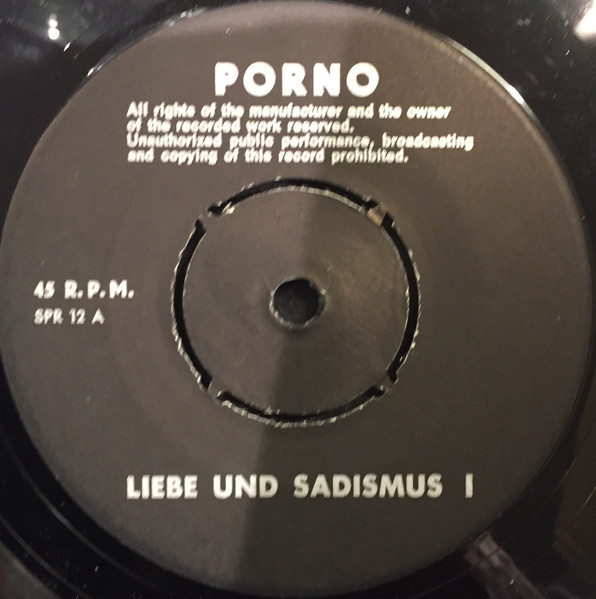 PORNO
All rights of the manufacturer and the owner
of the recorded work reserved.
Unauthorized public performance, broadcasting
and copying of this record prohibited.
45 R.P.M.
SPR 12 A
LIEBE UND SADISMUS I